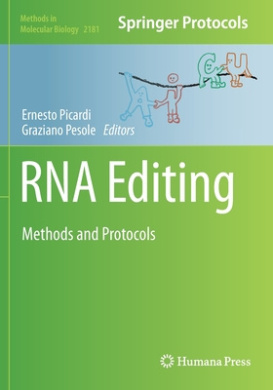 Methods in
Molecular Biology 2181
Springer Protocols
Ernesto Picardi
Graziano Pesole Editors
RNA Editing
Methods and Protocols
Humana Press